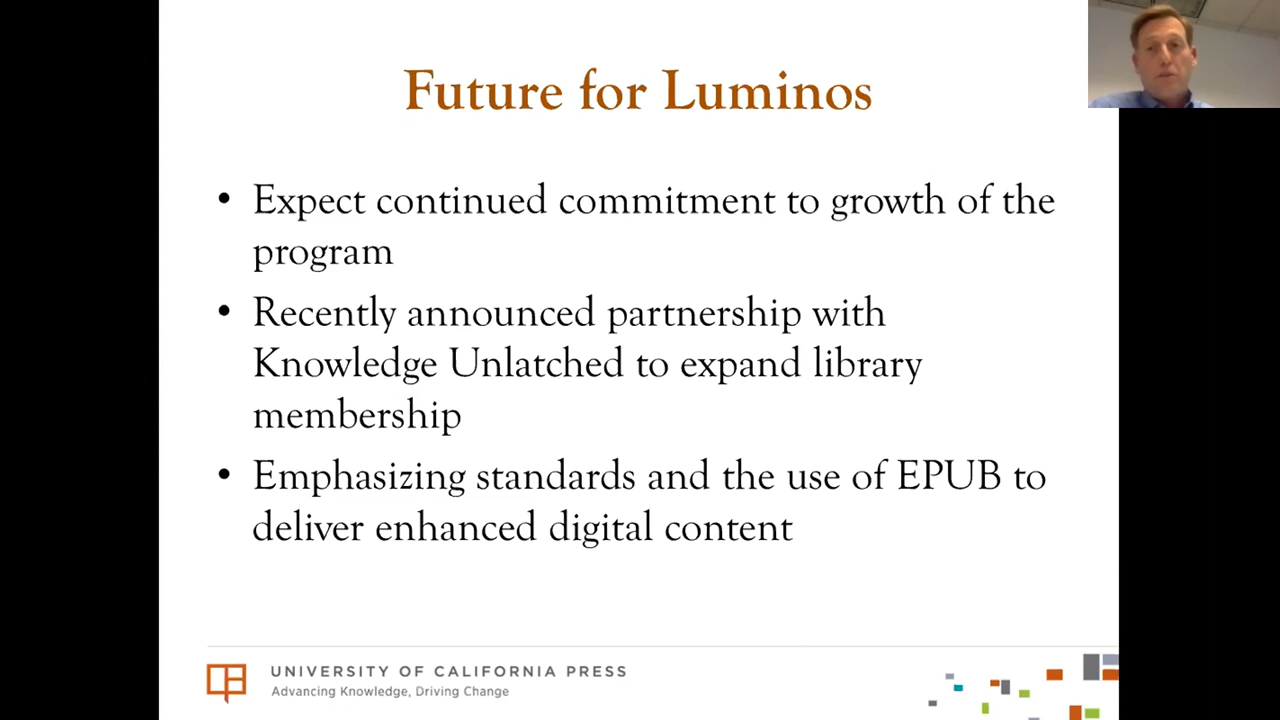 Future for Luminos
• Expect continued commitment to growth of the
program
• Recently announced partnership with
Knowledge Unlatched to expand library
membership
• Emphasizing standards and the use of EPUB to
deliver enhanced digital content
UNIVERSITY OF CALIFORNIA PRESS
Advancing Knowledge, Driving Change